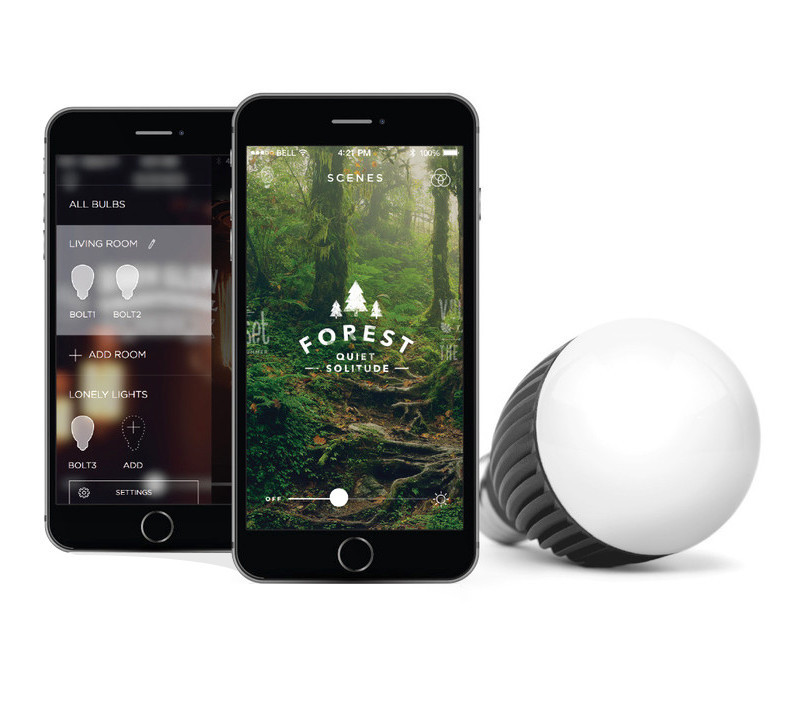 ALL BULBS
LIVING ROOM
BOLT1 BOLT2
+ ADD ROOM
LONELY LIGHTS
BOLT3 ADD
SETTINGS
BELL 4:21 PM 100%
SCENES
FOREST
QUIET
SOLITUDE
THE
OFF